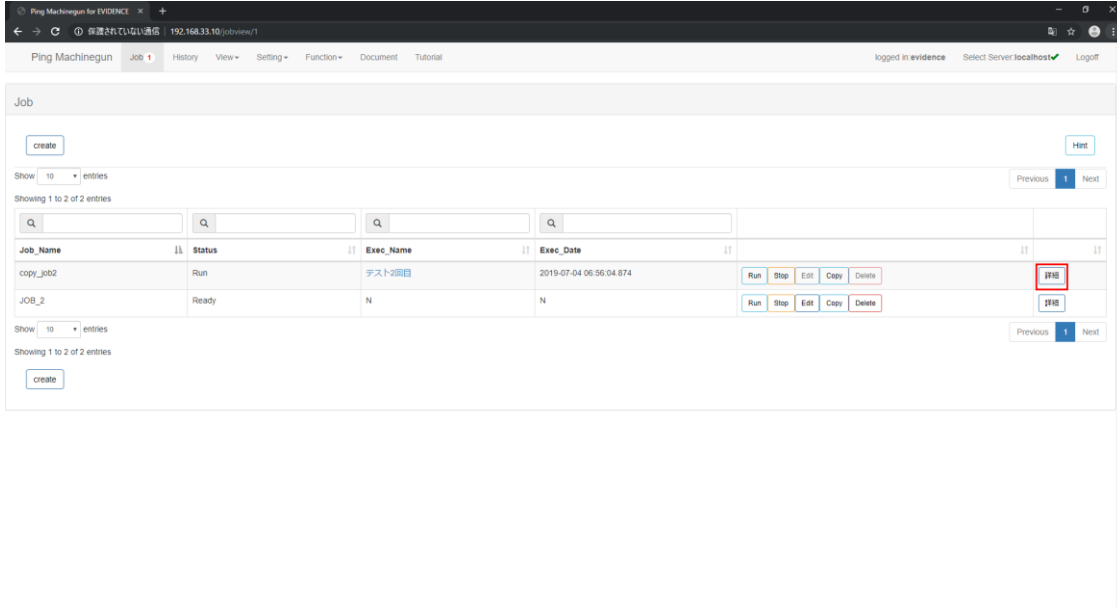 Ping Machinegun for EVIDENCE × +
保護されていない通信 | 192.168.33.10/jobview/1
Ping Machinegun Job 1 History View Setting Function Document Tutorial logged in:evidence Select Server:localhost✔ Logoff
Job
create Hint
Show 10 entries Previous 1 Next
Showing 1 to 2 of 2 entries
Job_Name Status Exec_Name Exec_Date
copy_job2 Run テスト2回目 2019-07-04 06:56:04.874 Run Stop Edit Copy Delete 詳細
JOB_2 Ready N N Run Stop Edit Copy Delete 詳細
Show 10 entries Previous 1 Next
Showing 1 to 2 of 2 entries
create